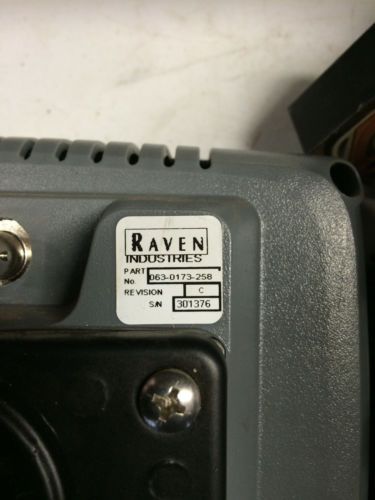 RAVEN
INDUSTRIES
PART
No. 063-0173-258
REVISION C
S/N 301376